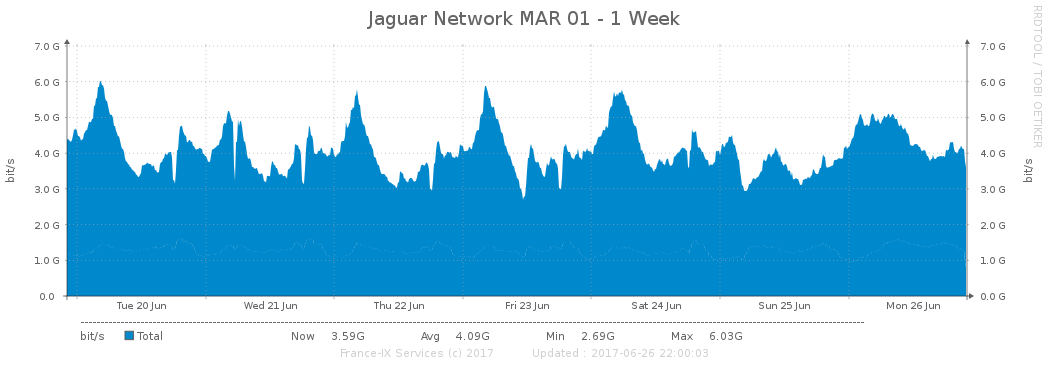 Jaguar Network MAR 01 - 1 Week
RRDTOOL / TOBI OETIKER
bit/s
7.0 G 7.0 G
6.0 G 6.0 G
5.0 G 5.0 G
4.0 G 4.0 G
3.0 G 3.0 G
2.0 G 2.0 G
1.0 G 1.0 G
0.0 0.0 G
bit/s
Tue 20 Jun Wed 21 Jun Thu 22 Jun Fri 23 Jun Sat 24 Jun Sun 25 Jun Mon 26 Jun
bit/s Total Now 3.59G Avg 4.09G Min 2.69G Max 6.03G
France-IX Services (c) 2017 Updated : 2017-06-26 22:00:03